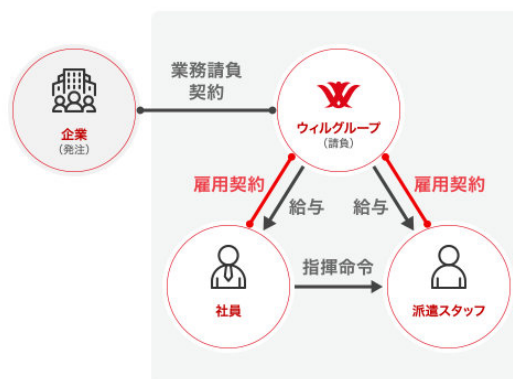 業務請負
契約
企業
（発注）
ウィルグループ
（請負）
雇用契約
給与
給与
雇用契約
指揮命令
社員
派遣スタッフ